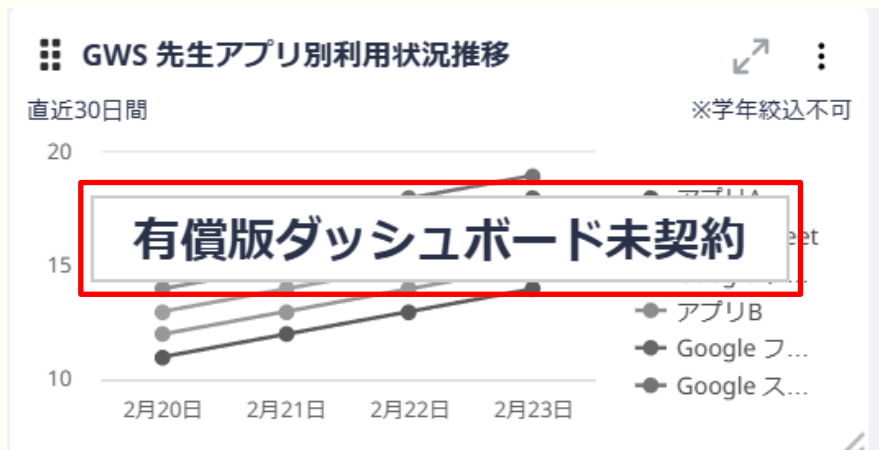 GWS 先生アプリ別利用状況推移
直近30日間
※学年絞込不可
20
有償版ダッシュボード未契約
15
アプリB
Google フ...
10
Google ス...
2月20日 2月21日 2月22日 2月23日